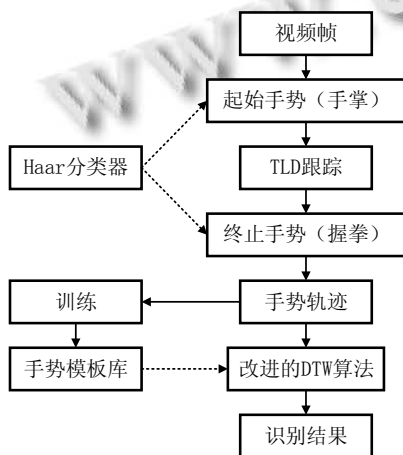 WWW
视频帧
起始手势（手掌）
Haar分类器
TLD跟踪
终止手势（握拳）
训练
手势轨迹
手势模板库
改进的DTW算法
识别结果